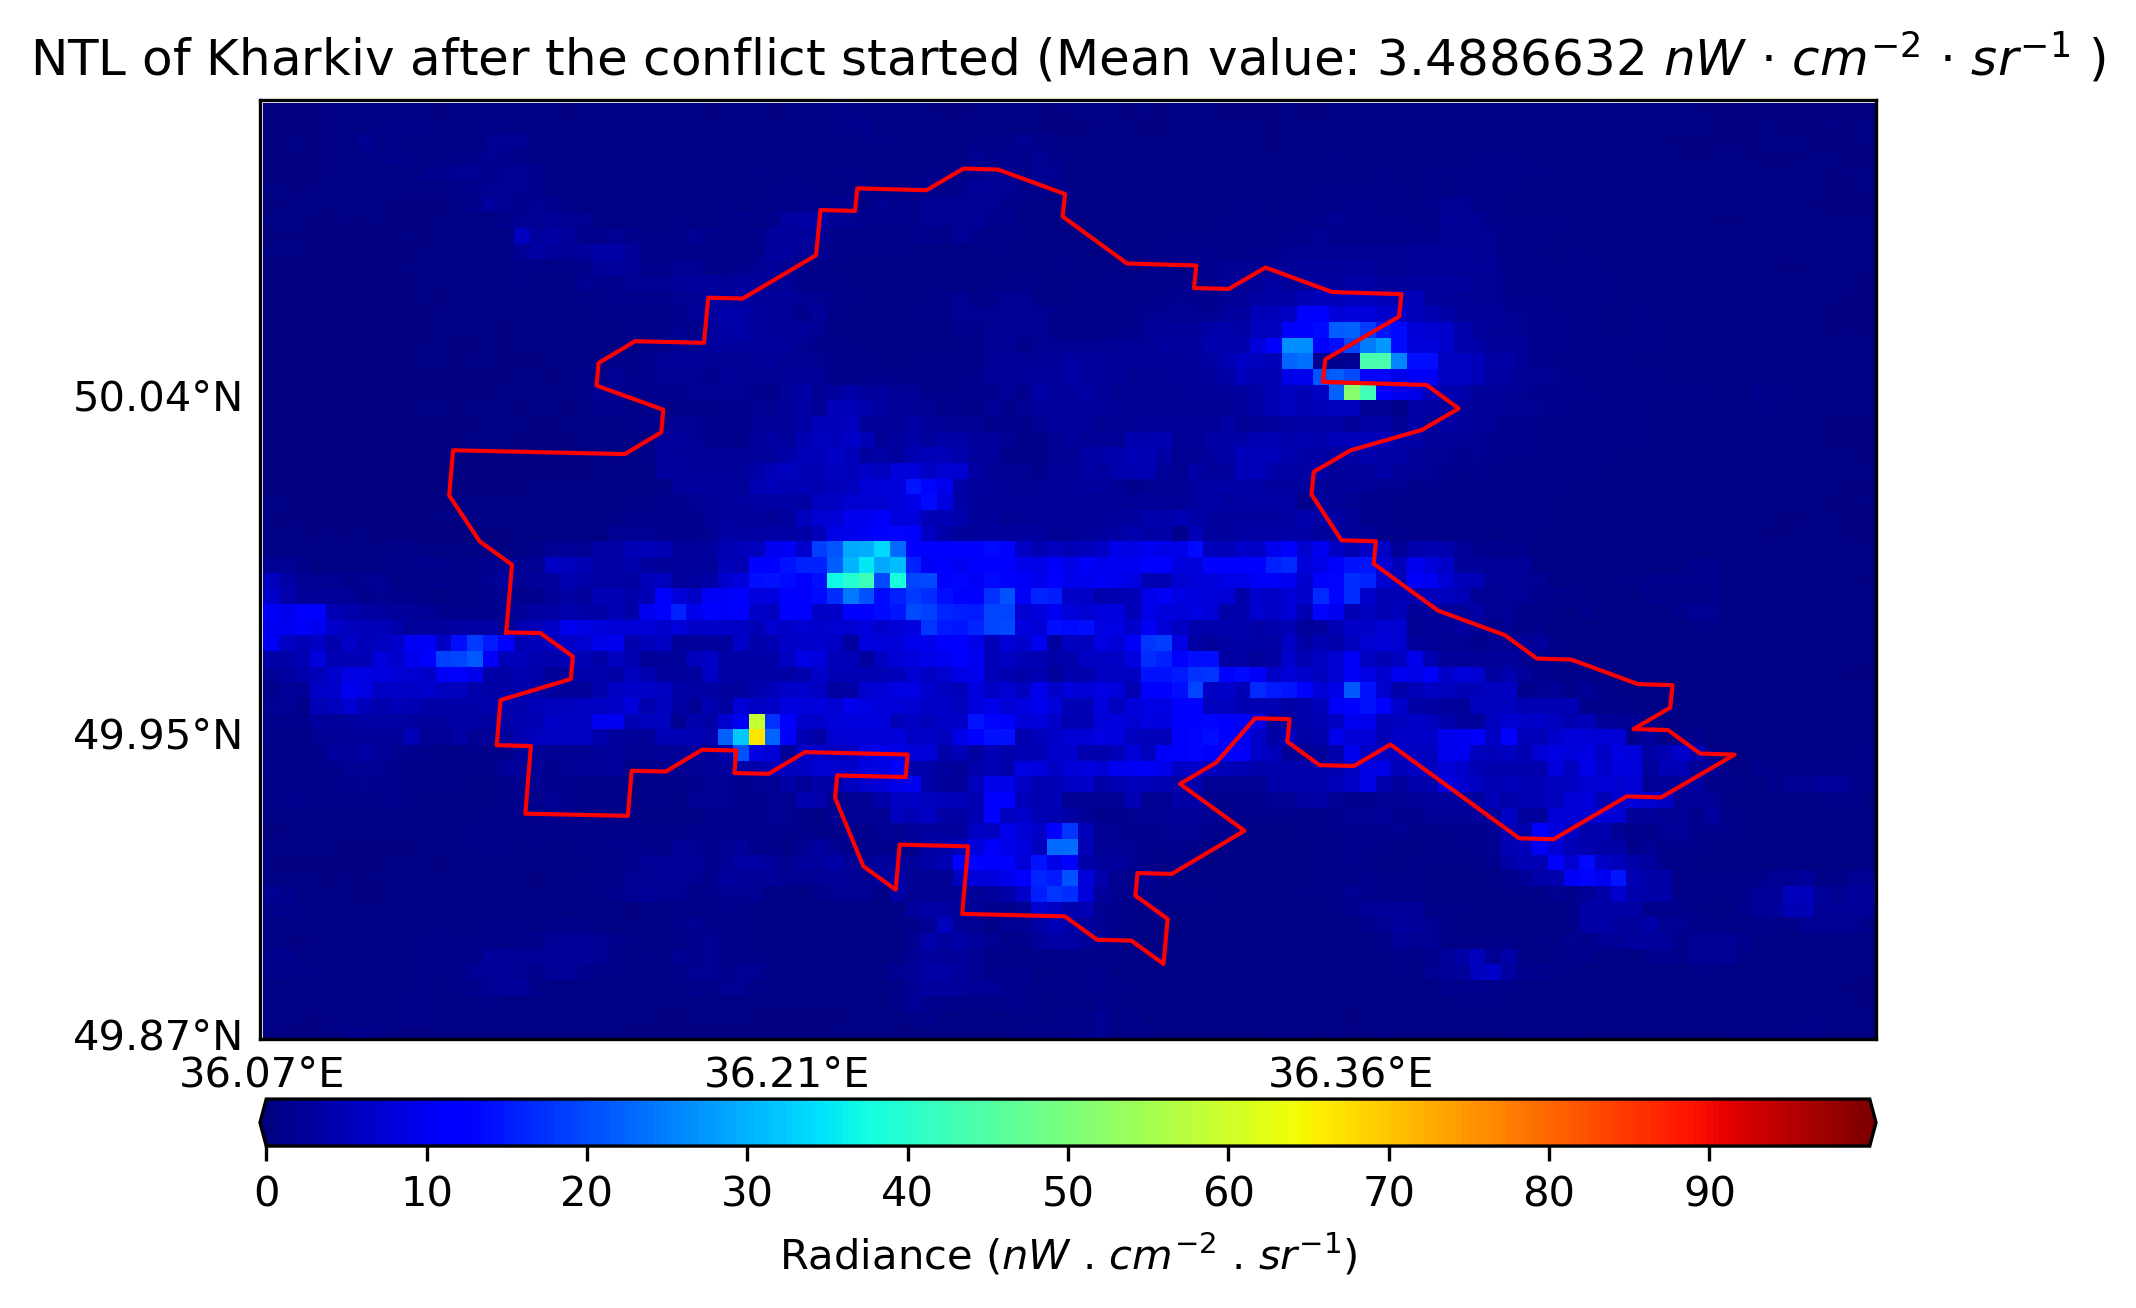 NTL of Kharkiv after the conflict started (Mean value: 3.4886632 nW · cm⁻² · sr⁻¹ )
50.04°N
49.95°N
49.87°N
36.07°E 36.21°E 36.36°E
0 10 20 30 40 50 60 70 80 90
Radiance (nW . cm⁻² . sr⁻¹)